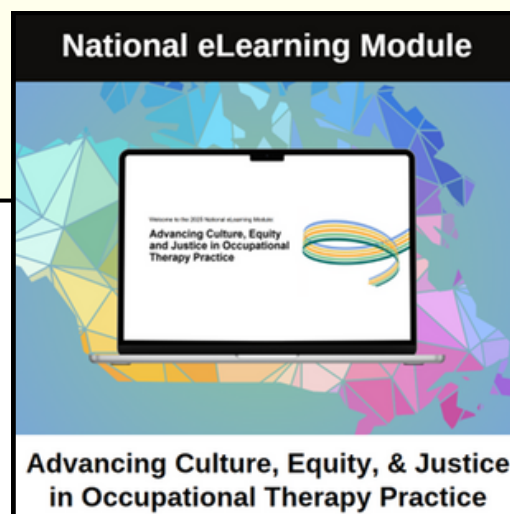 National eLearning Module
Welcome to the 2025 National eLearning Module:
Advancing Culture, Equity
and Justice in Occupational
Therapy Practice
Advancing Culture, Equity, & Justice
in Occupational Therapy Practice